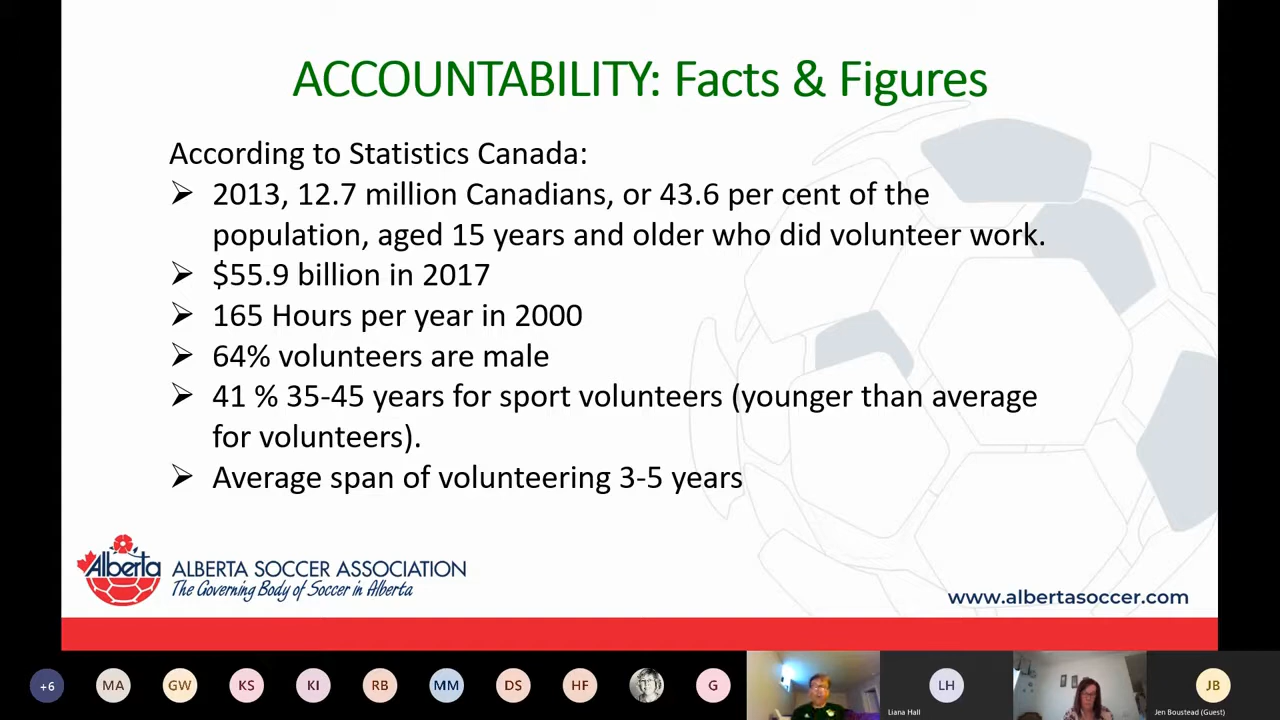 ACCOUNTABILITY: Facts & Figures
According to Statistics Canada:
➢ 2013, 12.7 million Canadians, or 43.6 per cent of the
population, aged 15 years and older who did volunteer work.
➢ $55.9 billion in 2017
➢ 165 Hours per year in 2000
➢ 64% volunteers are male
➢ 41 % 35-45 years for sport volunteers (younger than average
for volunteers).
➢ Average span of volunteering 3-5 years
Alberta
ALBERTA SOCCER ASSOCIATION
The Governing Body of Soccer in Alberta
www.albertasoccer.com
+6 MA GW KS KI RB MM DS HF G LH JB
Liana Hall
Jen Boustead (Guest)